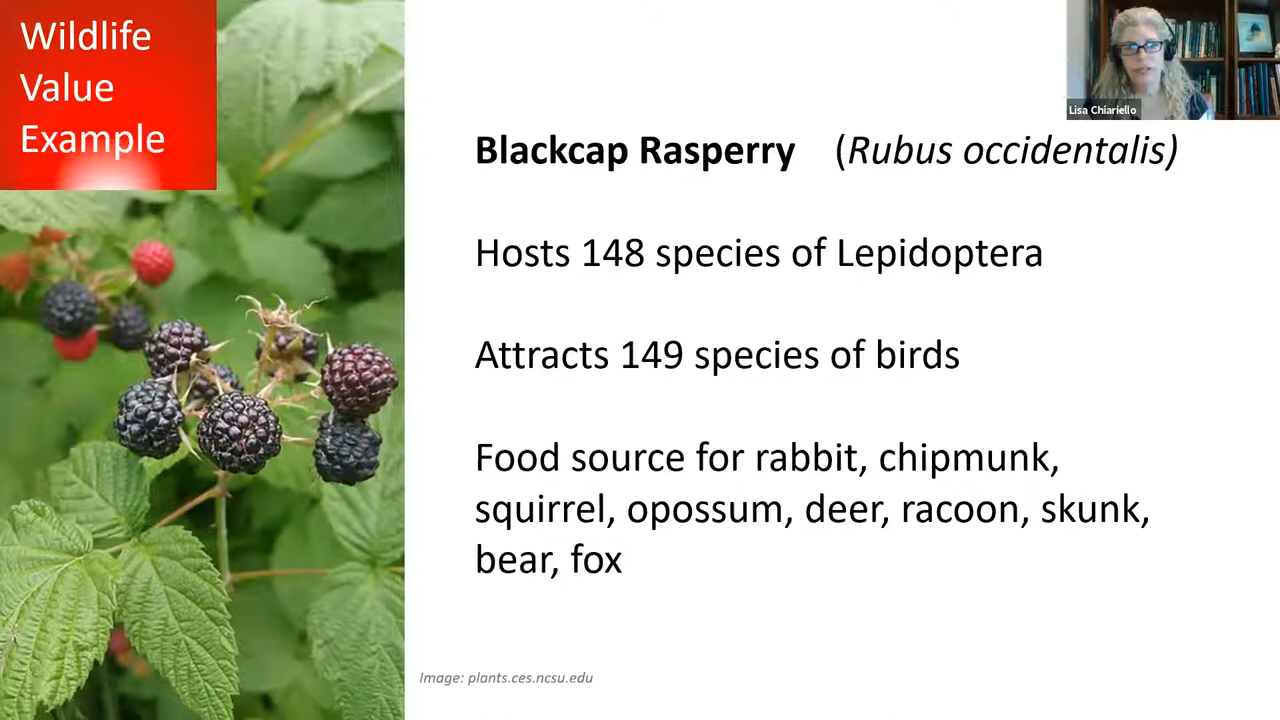 Wildlife
Value
Example
Lisa Chiariello
Blackcap Rasperry (Rubus occidentalis)
Hosts 148 species of Lepidoptera
Attracts 149 species of birds
Food source for rabbit, chipmunk,
squirrel, opossum, deer, racoon, skunk,
bear, fox
Image: plants.ces.ncsu.edu